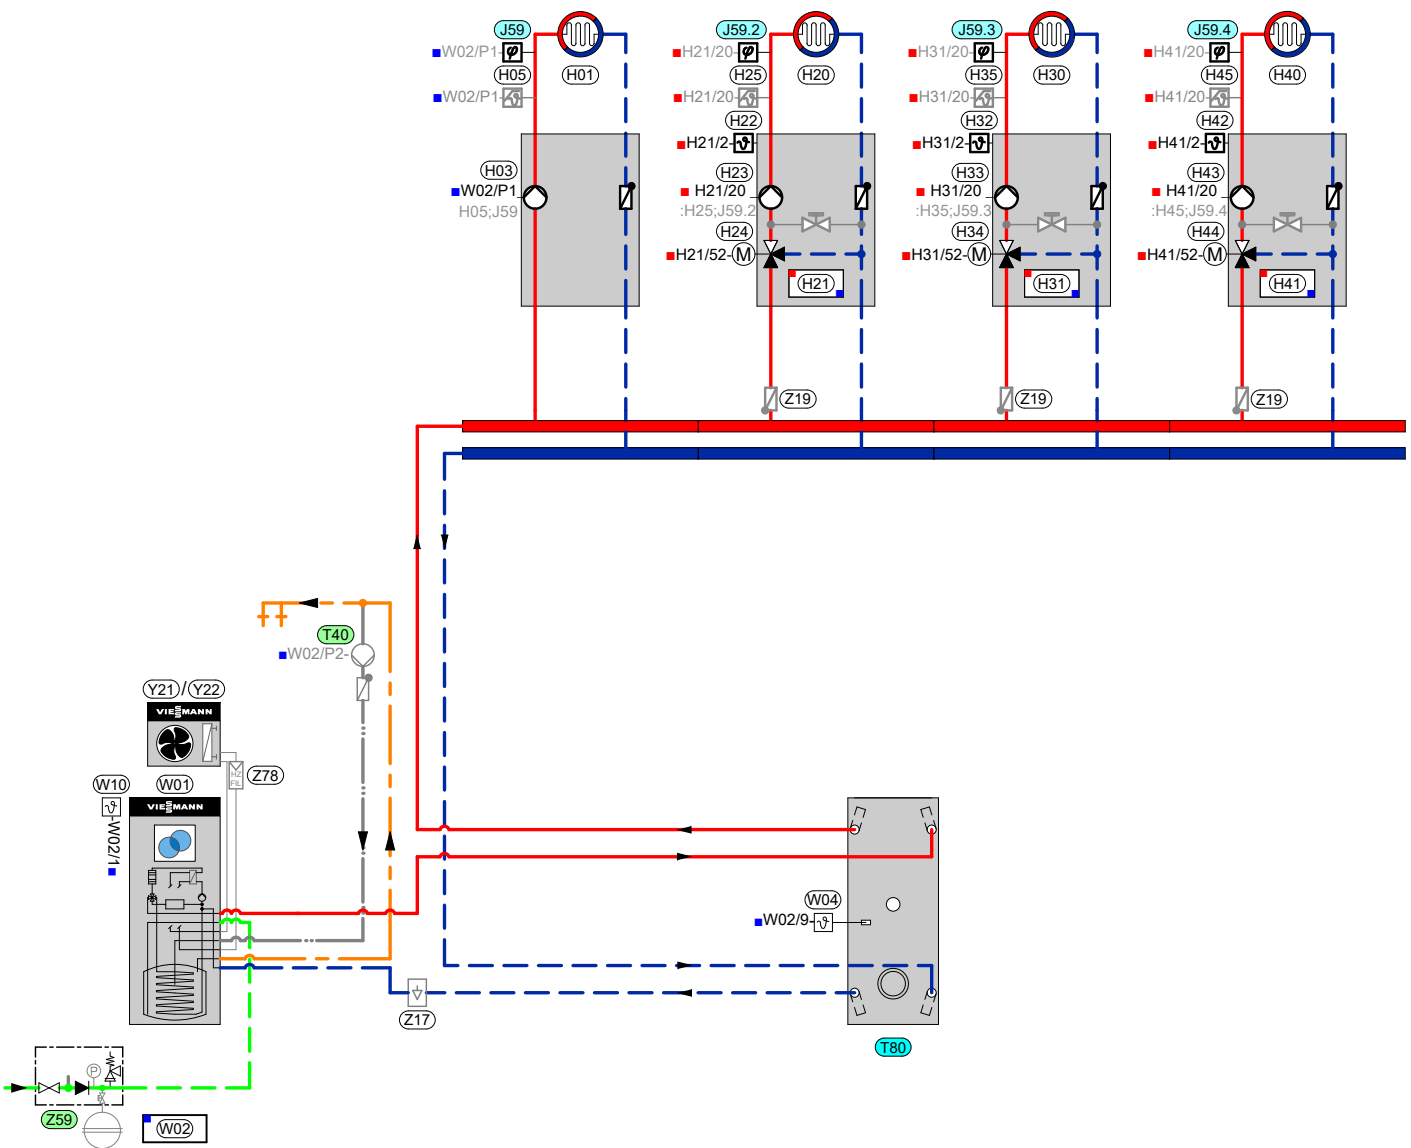 J59 J59.2 J59.3 J59.4
W02/P1 H21/20 H31/20 H41/20
H05 H01 H25 H20 H35 H30 H45 H40
W02/P1 H21/20 H31/20 H41/20
H22 H32 H42
H21/2 H31/2 H41/2
H03 H23 H33 H43
W02/P1 H21/20 H31/20 H41/20
H05;J59 :H25;J59.2 :H35;J59.3 :H45;J59.4
H24 H34 H44
H21/52-M H31/52-M H41/52-M
H21 H31 H41
Z19 Z19 Z19
T40
W02/P2-
Y21 / Y22
VIESSMANN
HZ
FIL
Z78
W10 W01
VIESSMANN
W02/1
W04
W02/9
Z17
T80
P
Z59
W02